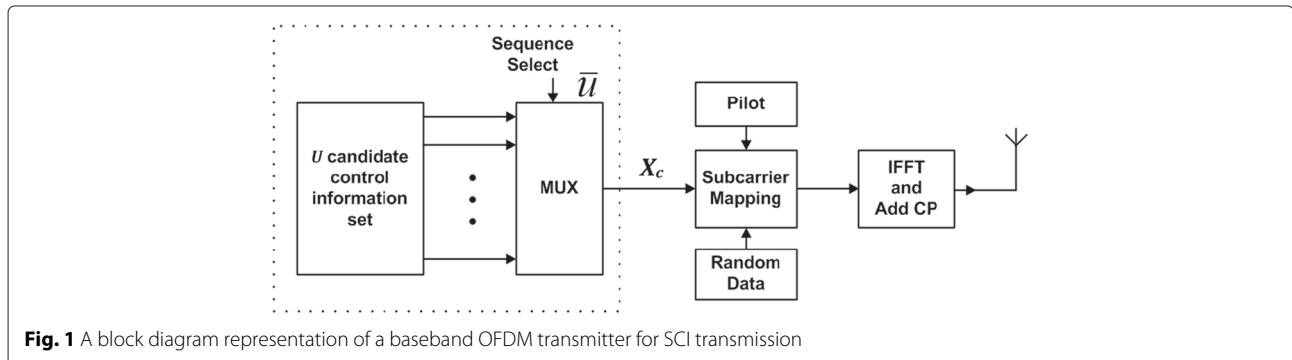 Sequence
Select
u̅
Pilot
U candidate
control
information
set
MUX
X_c
Subcarrier
Mapping
IFFT
and
Add CP
Random
Data
Fig. 1 A block diagram representation of a baseband OFDM transmitter for SCI transmission